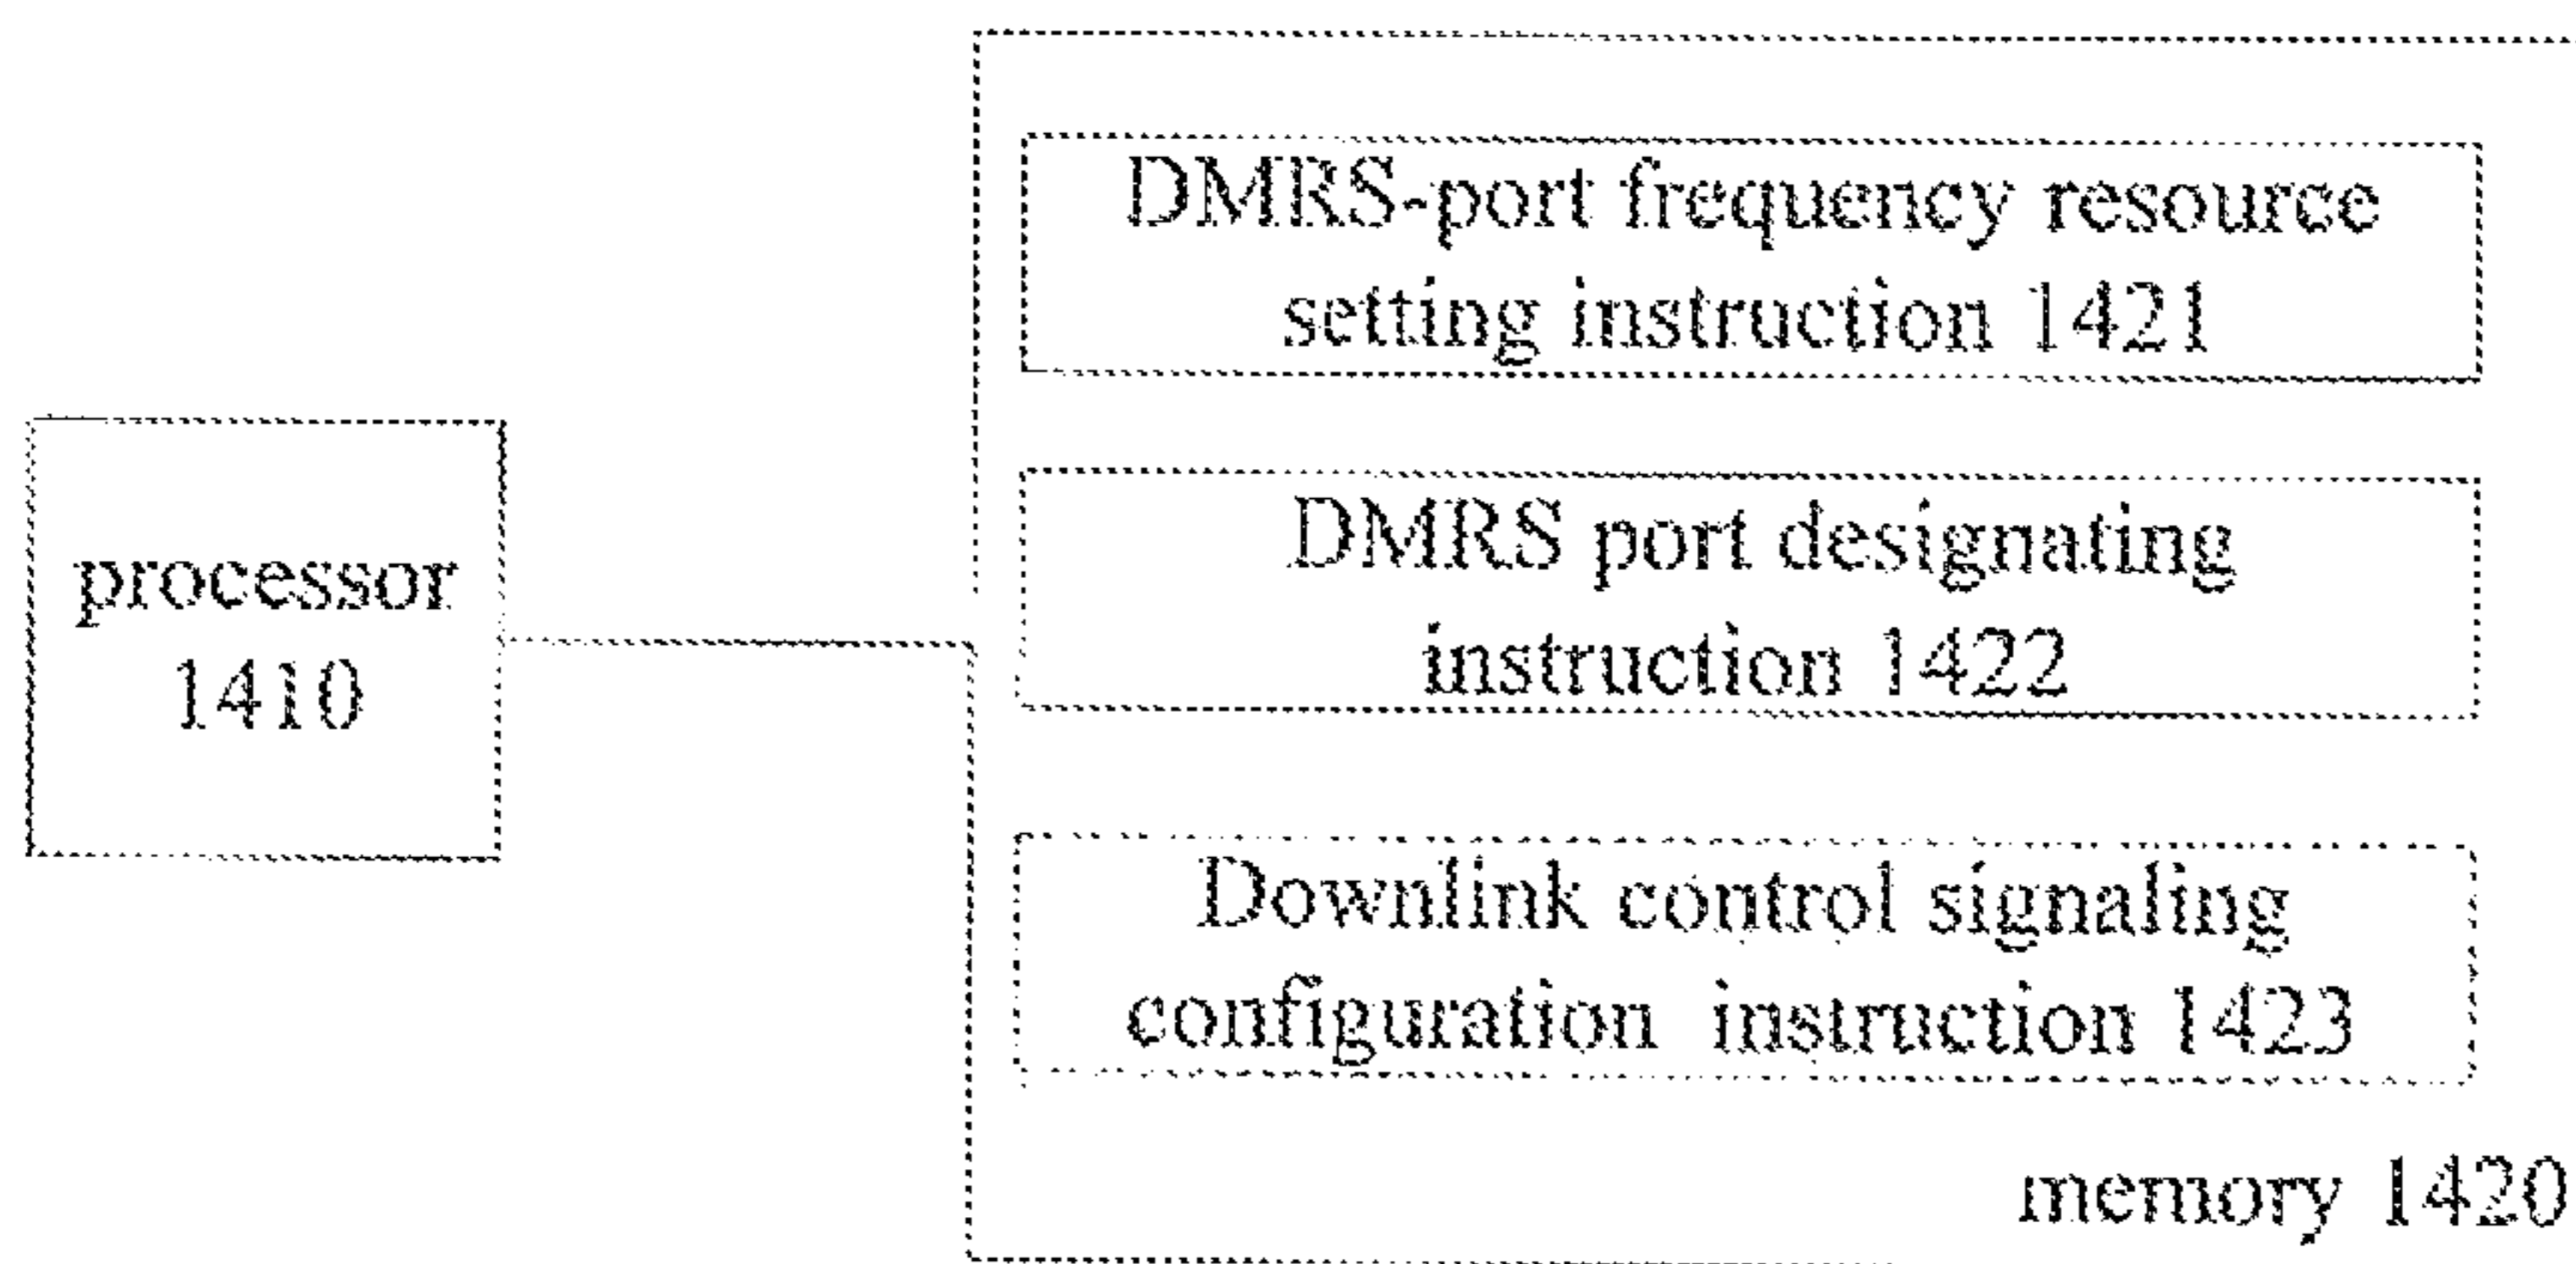 DMRS-port frequency resource
setting instruction 1421
processor
1410
DMRS port designating
instruction 1422
Downlink control signaling
configuration instruction 1423
memory 1420